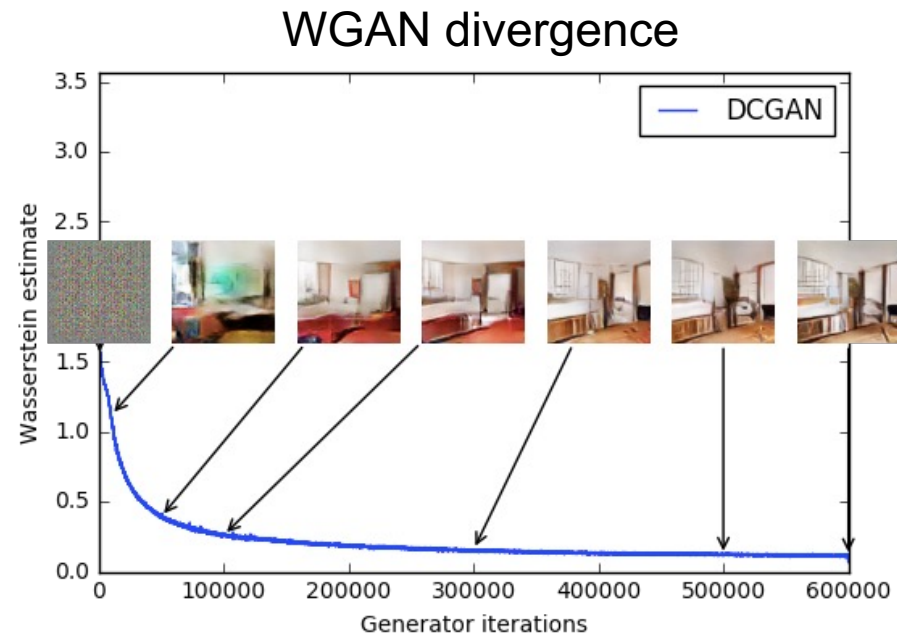 WGAN divergence
3.5
DCGAN
3.0
2.5
Wasserstein estimate
1.5
1.0
0.5
0.0
0 100000 200000 300000 400000 500000 600000
Generator iterations